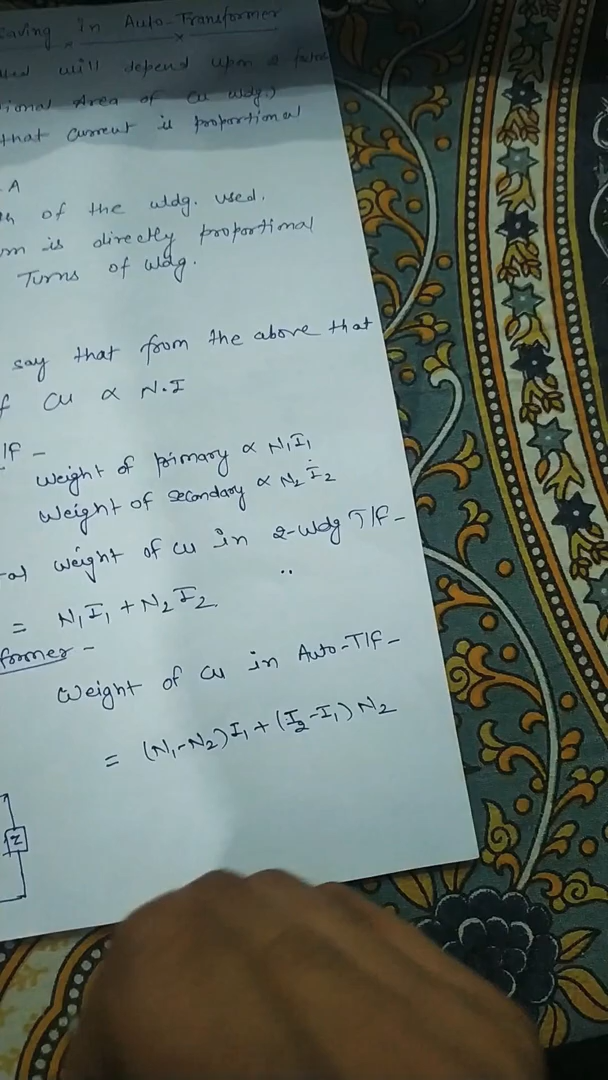 Saving in Auto-Transformer
used will depend upon 2 factors
Area of Cu wdg.)
that current is proportional
A
of the wdg. used.
is directly proportional
Turns of wdg.
say that from the above that
Cu ∝ N.I
Weight of primary ∝ N₁I₁
Weight of secondary ∝ N₂I₂
weight of Cu in 2-wdg T/F-
= N₁I₁ + N₂I₂
former -
Weight of Cu in Auto-T/F-
= (N₁-N₂)I₁ + (I₂-I₁)N₂
Z